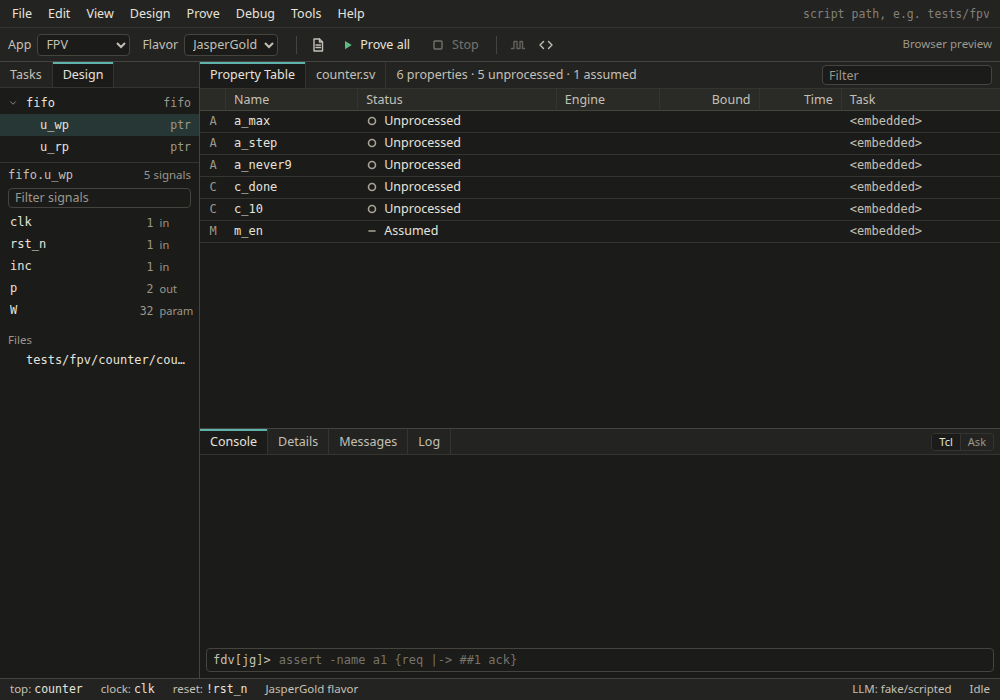 File Edit View Design Prove Debug Tools Help script path, e.g. tests/fpv
App FPV Flavor JasperGold Prove all Stop Browser preview
Tasks Design Property Table counter.sv 6 properties · 5 unprocessed · 1 assumed Filter
Name Status Engine Bound Time Task
fifo fifo
u_wp ptr
u_rp ptr
fifo.u_wp 5 signals
Filter signals
clk 1 in
rst_n 1 in
inc 1 in
p 2 out
W 32 param
Files
tests/fpv/counter/cou…
A a_max Unprocessed <embedded>
A a_step Unprocessed <embedded>
A a_never9 Unprocessed <embedded>
C c_done Unprocessed <embedded>
C c_10 Unprocessed <embedded>
M m_en Assumed <embedded>
Console Details Messages Log Tcl Ask
fdv[jg]> assert -name a1 {req |-> ##1 ack}
top: counter clock: clk reset: !rst_n JasperGold flavor LLM: fake/scripted Idle